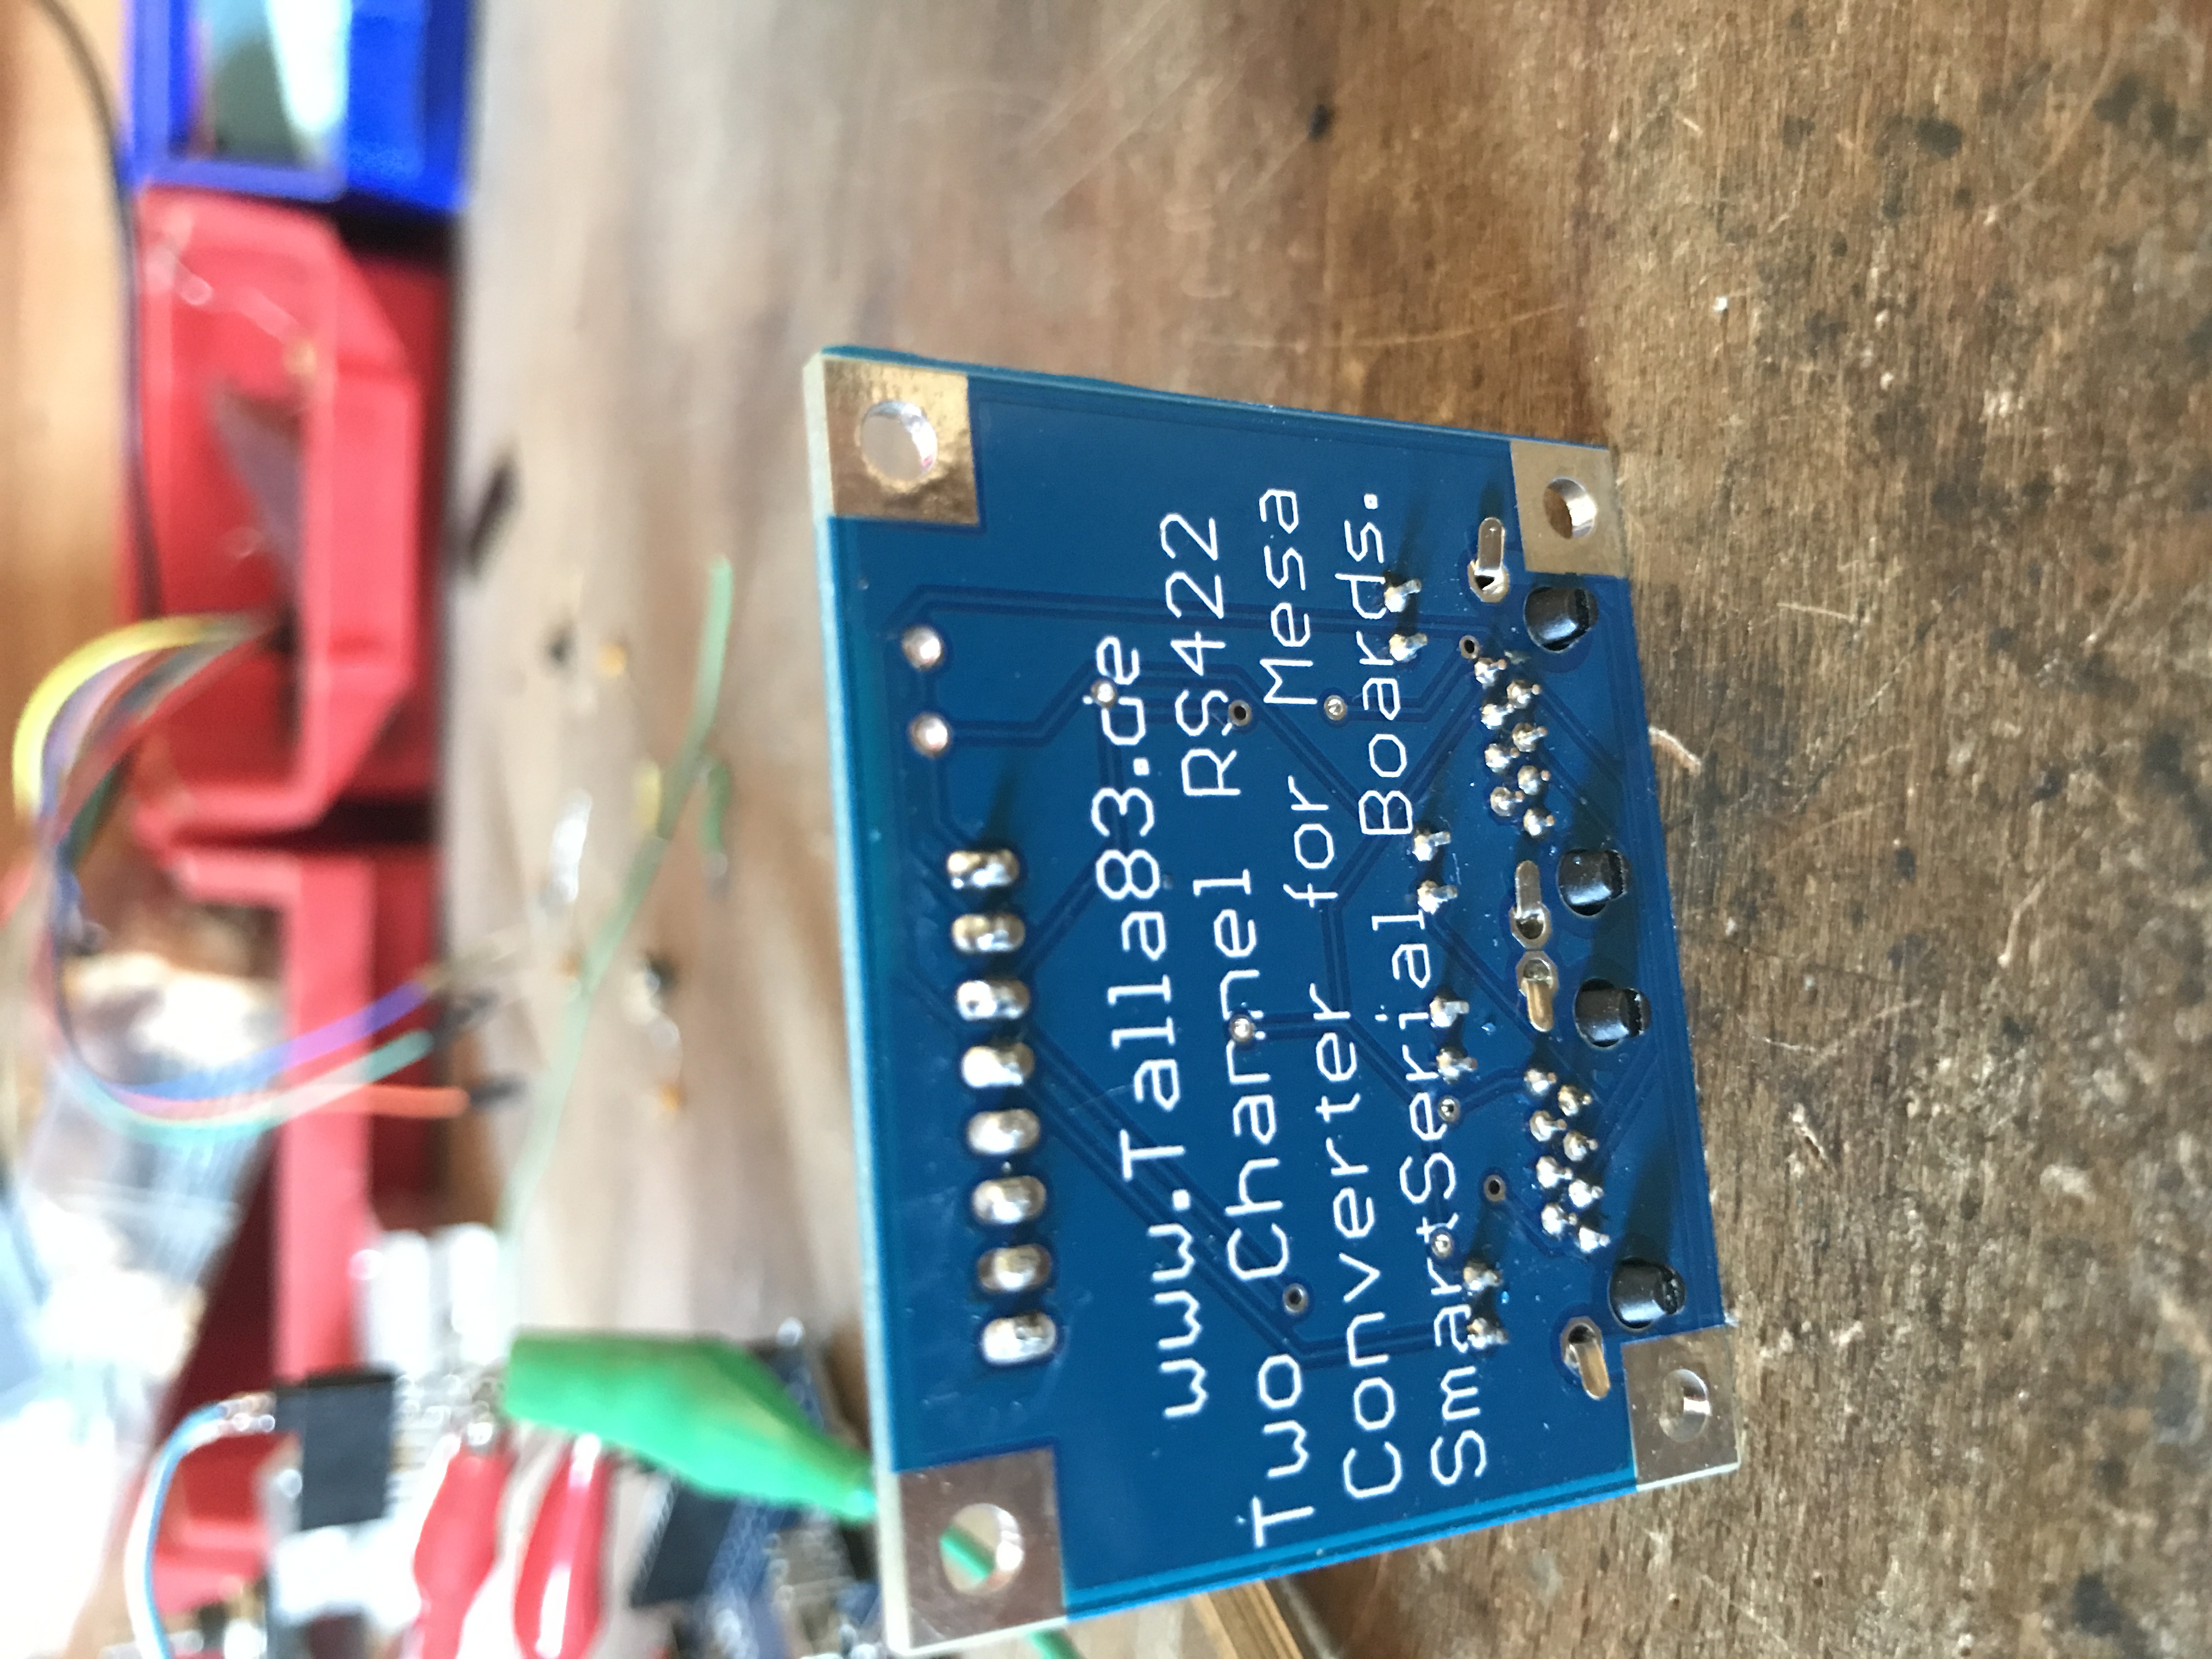 www.Talla83.de
Two Channel RS422
Converter for Mesa
SmartSerial Boards.